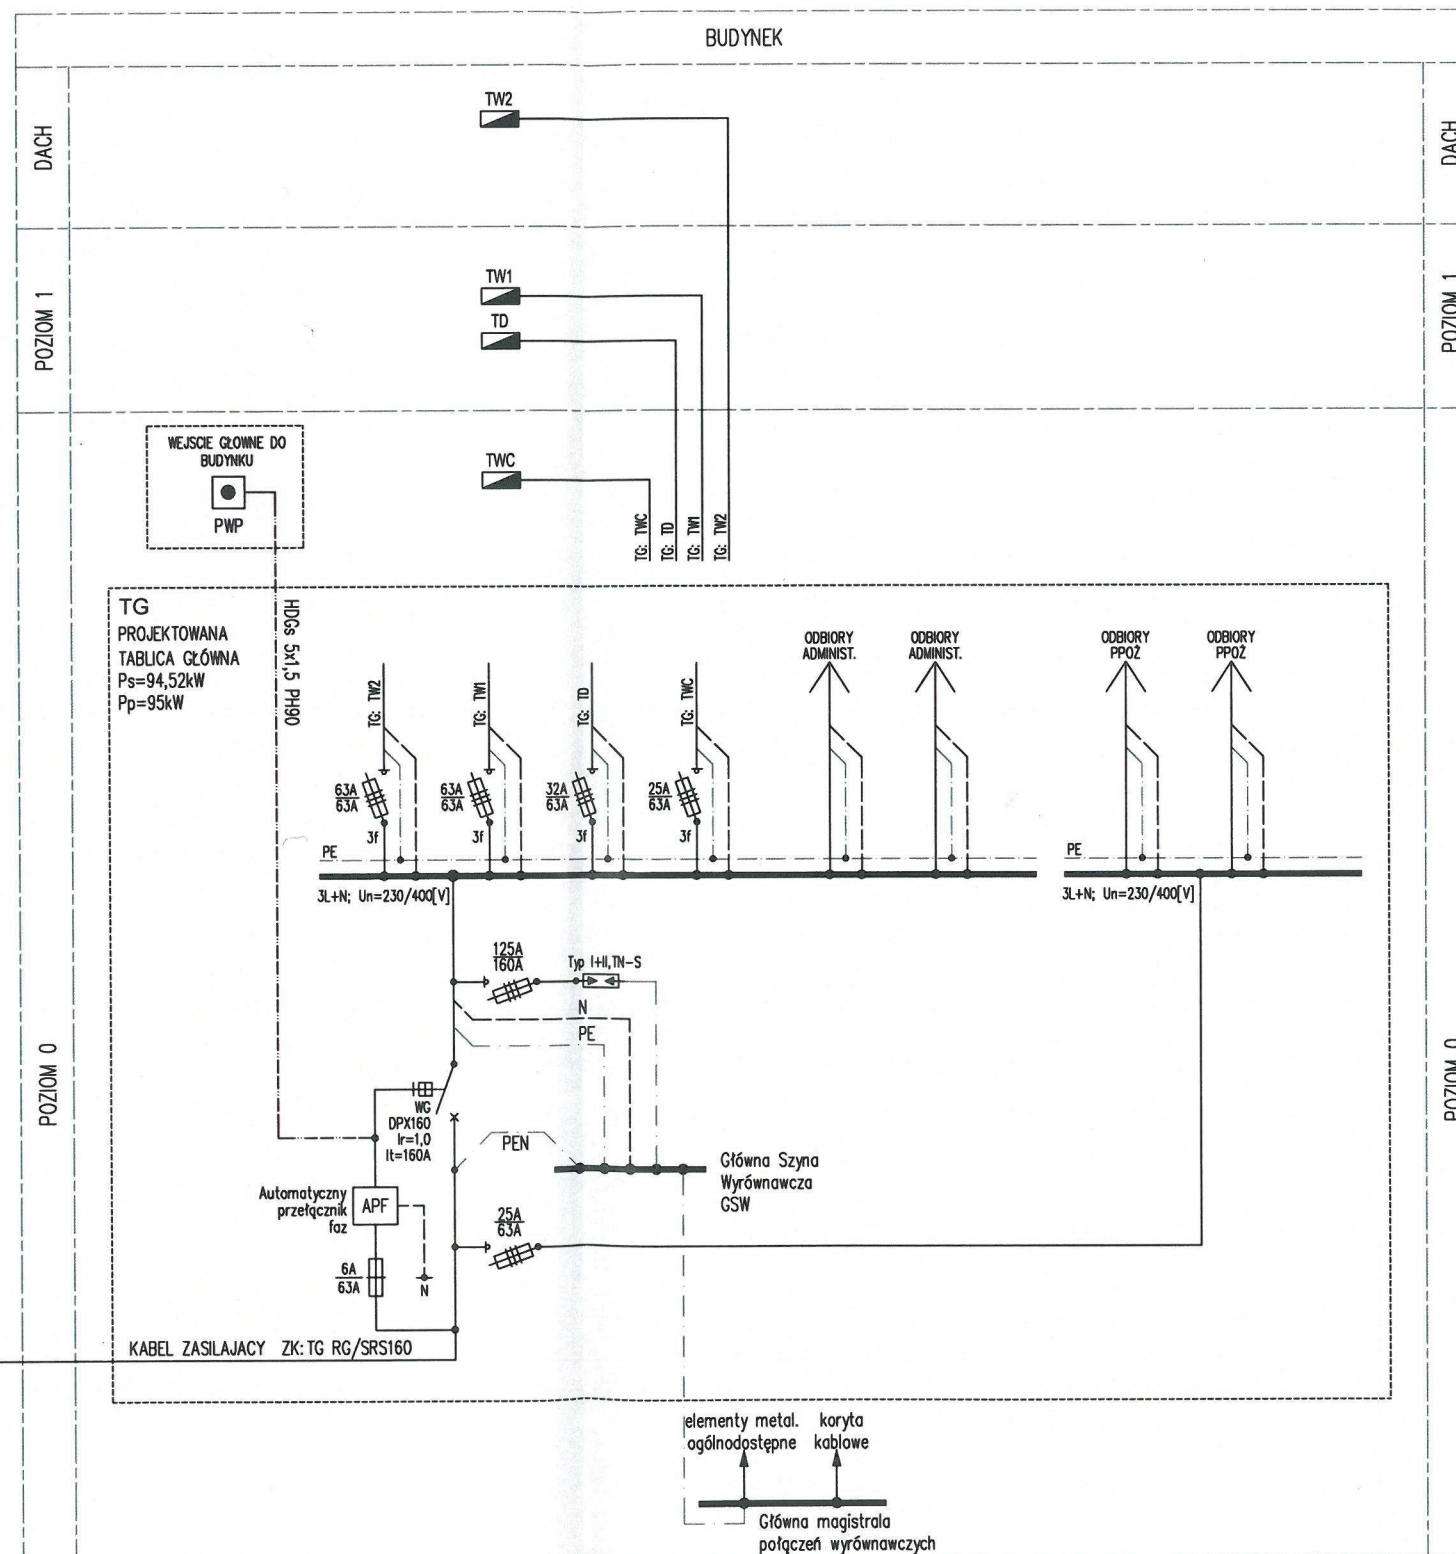 BUDYNEK
DACH
DACH
TW2
POZIOM 1
POZIOM 1
TW1
TD
WEJSCIE GŁOWNE DO
BUDYNKU
PWP
TWC
TG: TWC
TG: TD
TG: TW1
TG: TW2
TG
PROJEKTOWANA
TABLICA GŁÓWNA
Ps=94,52kW
Pp=95kW
HDGs 5x1,5 PH90
TG: TW2
TG: TW1
TG: TD
TG: TWC
ODBIORY
ADMINIST.
ODBIORY
ADMINIST.
ODBIORY
PPOŻ
ODBIORY
PPOŻ
63A
63A
63A
63A
32A
63A
25A
63A
3f
3f
3f
3f
PE
PE
3L+N; Un=230/400[V]
3L+N; Un=230/400[V]
125A
160A
Typ I+II,TN-S
N
PE
POZIOM 0
POZIOM 0
WG
DPX160
Ir=1,0
It=160A
PEN
Główna Szyna
Wyrównawcza
GSW
Automatyczny
przełącznik
faz
APF
25A
63A
6A
63A
N
KABEL ZASILAJACY ZK:TG RG/SRS160
elementy metal.
ogólnodostępne
koryta
kablowe
Główna magistrala
połączeń wyrównawczych